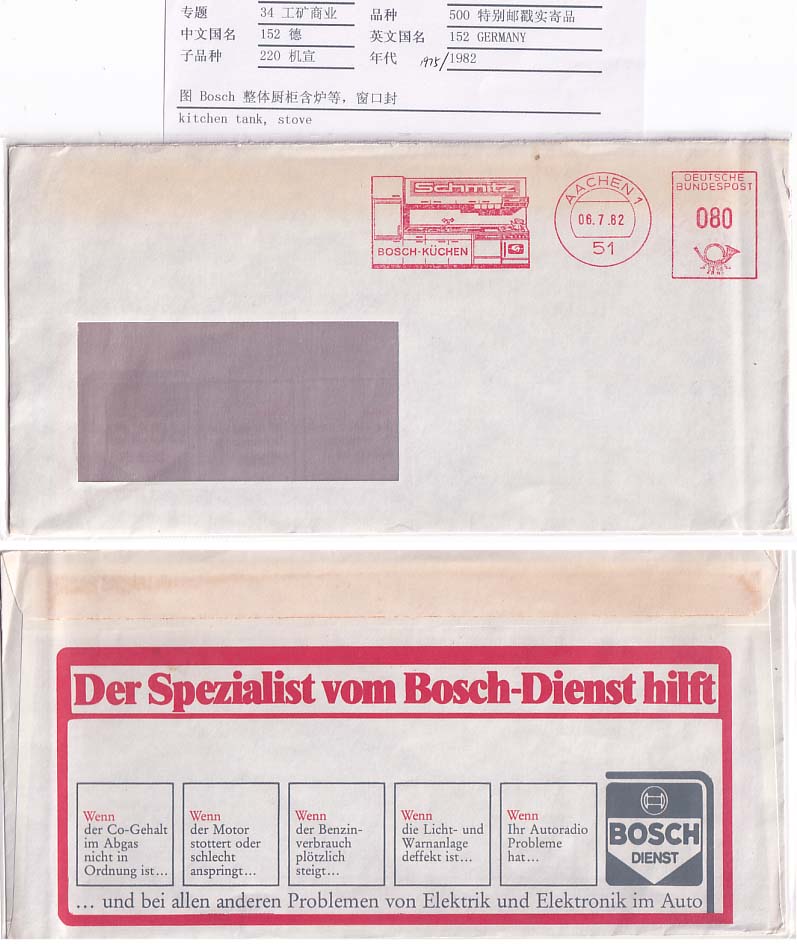 专题 34 工矿商业 品种 500 特别邮戳实寄品
中文国名 152 德 英文国名 152 GERMANY
子品种 220 机宣 年代 1975/1982
图 Bosch 整体厨柜含炉等，窗口封
kitchen tank, stove
Schmitz
BOSCH-KÜCHEN
AACHEN 1
06.7.82
51
DEUTSCHE
BUNDESPOST
080
Der Spezialist vom Bosch-Dienst hilft
Wenn
der Co-Gehalt
im Abgas
nicht in
Ordnung ist...
Wenn
der Motor
stottert oder
schlecht
anspringt...
Wenn
der Benzin-
verbrauch
plötzlich
steigt...
Wenn
die Licht- und
Warnanlage
deffekt ist...
Wenn
Ihr Autoradio
Probleme
hat...
BOSCH
DIENST
... und bei allen anderen Problemen von Elektrik und Elektronik im Auto